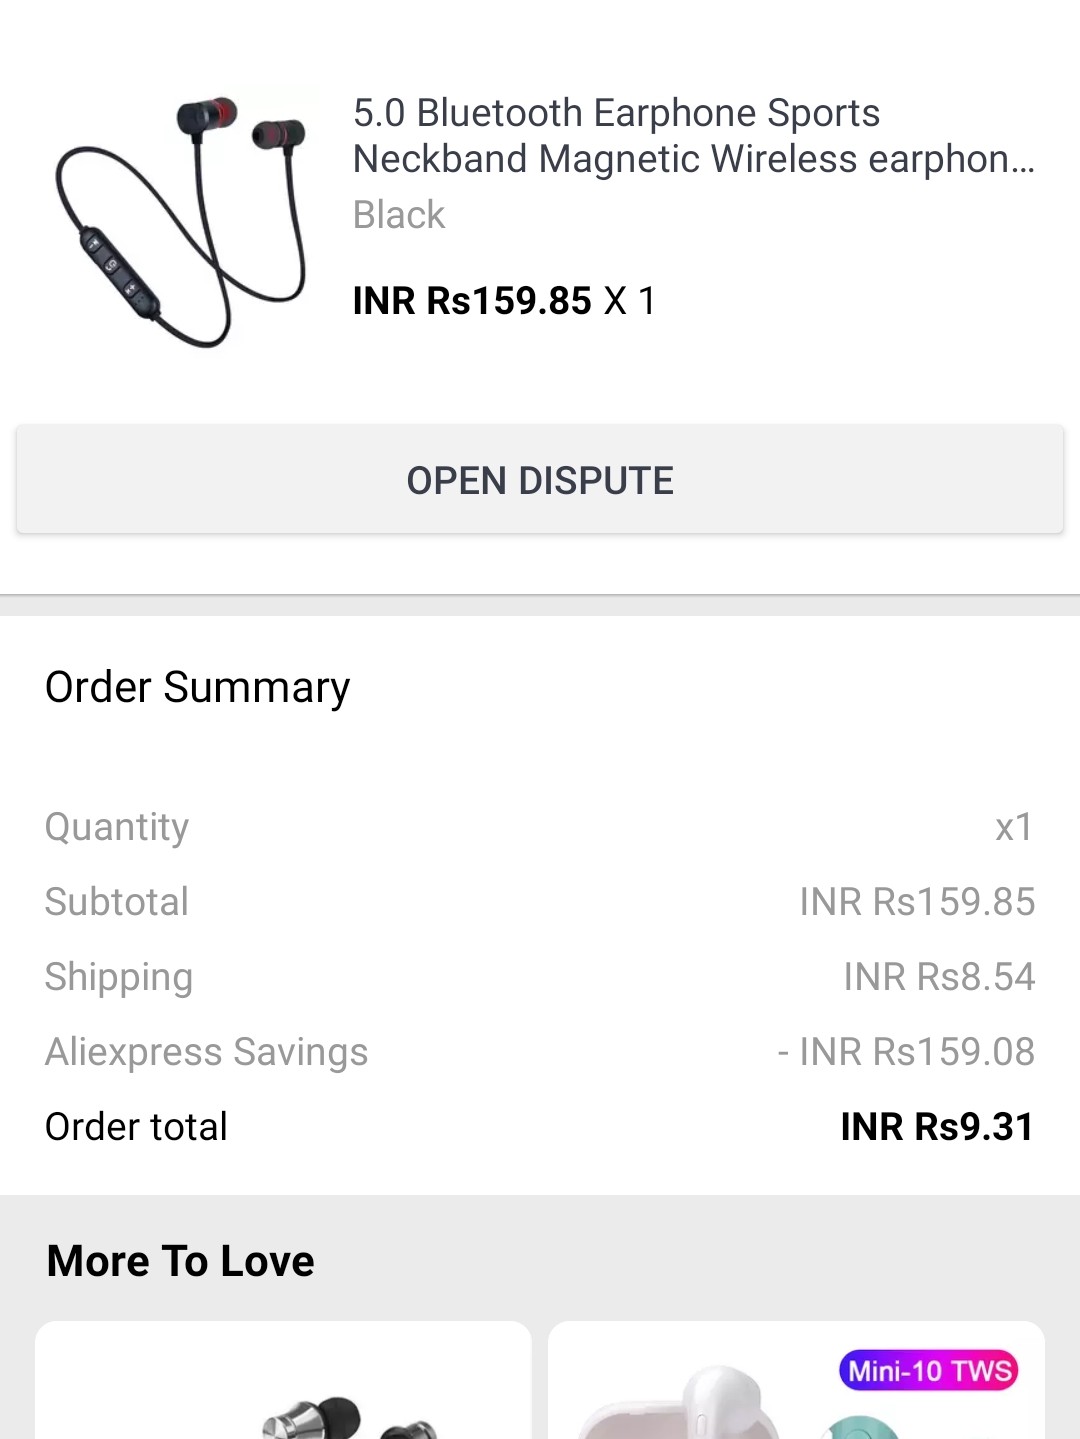 5.0 Bluetooth Earphone Sports
Neckband Magnetic Wireless earphon...
Black
INR Rs159.85 X 1
OPEN DISPUTE
Order Summary
Quantity x1
Subtotal INR Rs159.85
Shipping INR Rs8.54
Aliexpress Savings - INR Rs159.08
Order total INR Rs9.31
More To Love
Mini-10 TWS